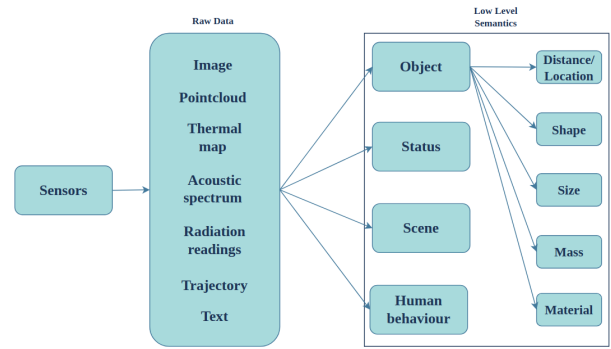 Raw Data
Low Level
Semantics
Sensors
Image
Pointcloud
Thermal
map
Acoustic
spectrum
Radiation
readings
Trajectory
Text
Object
Status
Scene
Human
behaviour
Distance/
Location
Shape
Size
Mass
Material